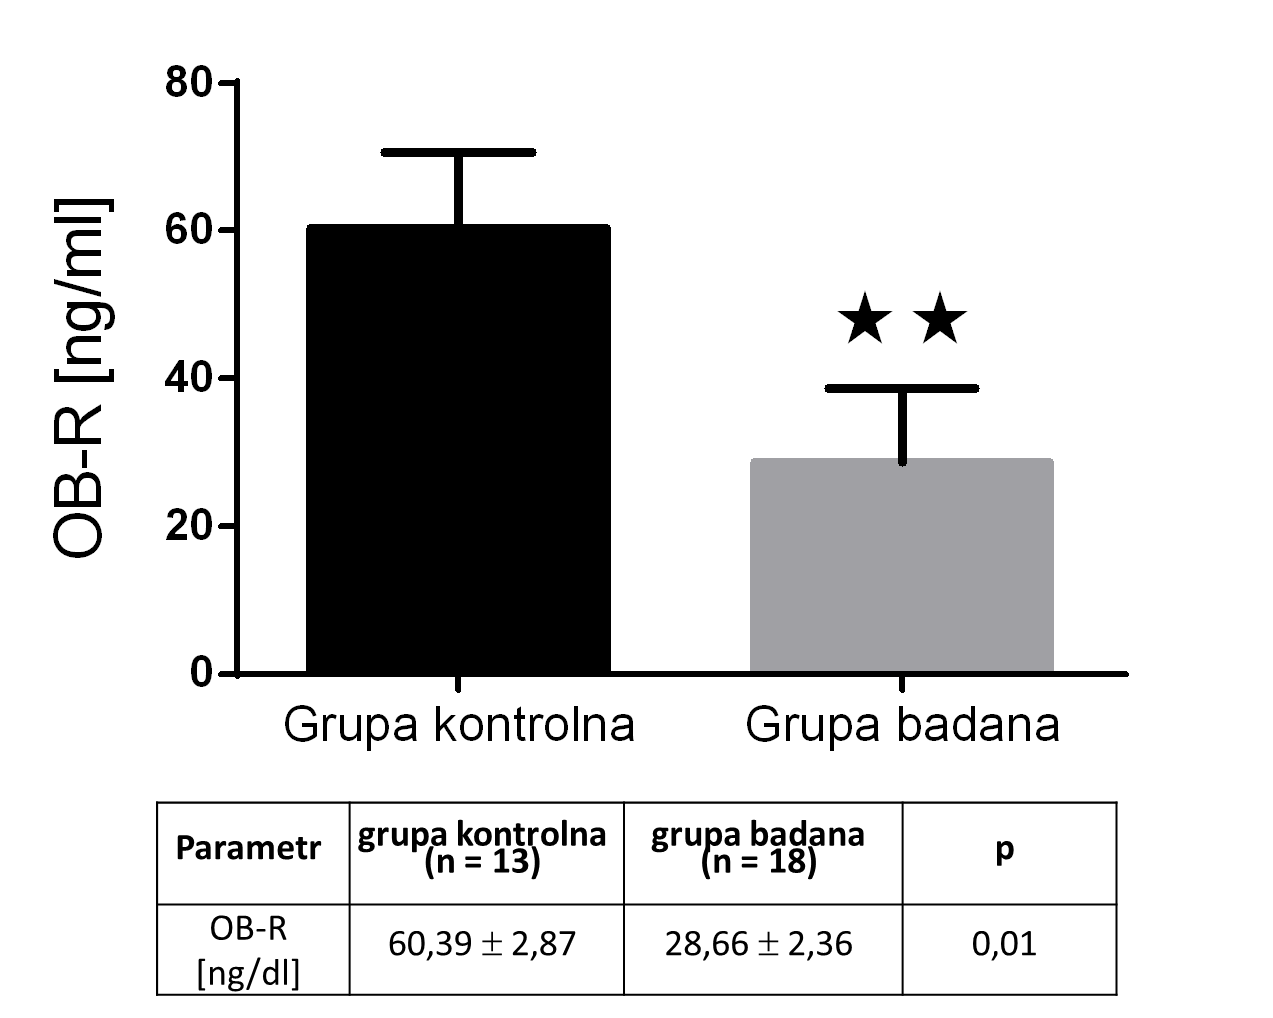 80
60
40
20
0
OB-R [ng/ml]
★ ★
Grupa kontrolna Grupa badana
Parametr grupa kontrolna (n = 13) grupa badana (n = 18) p
OB-R [ng/dl] 60,39 ± 2,87 28,66 ± 2,36 0,01